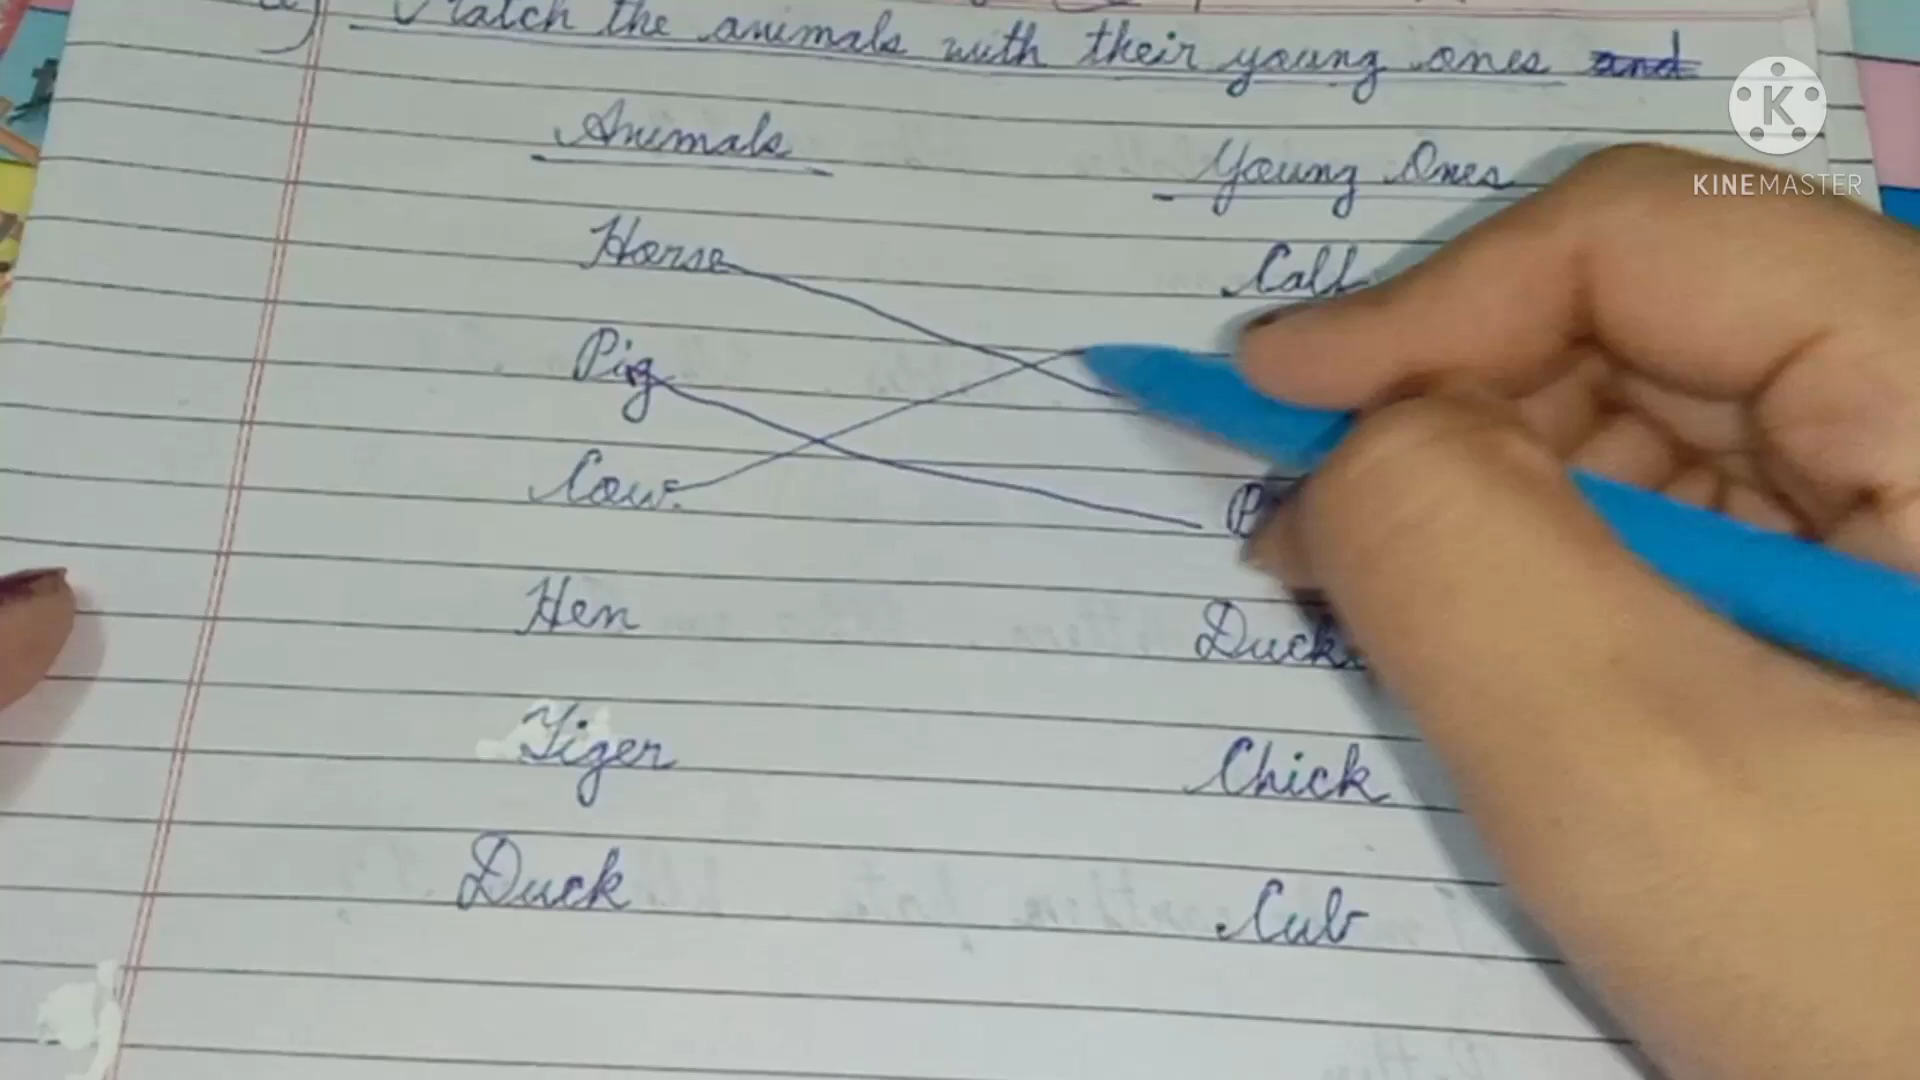 Match the animals with their young ones and
Animals Young Ones
Horse Calf
Pig
Cow
Hen Duck
Tiger Chick
Duck Cub
KINEMASTER